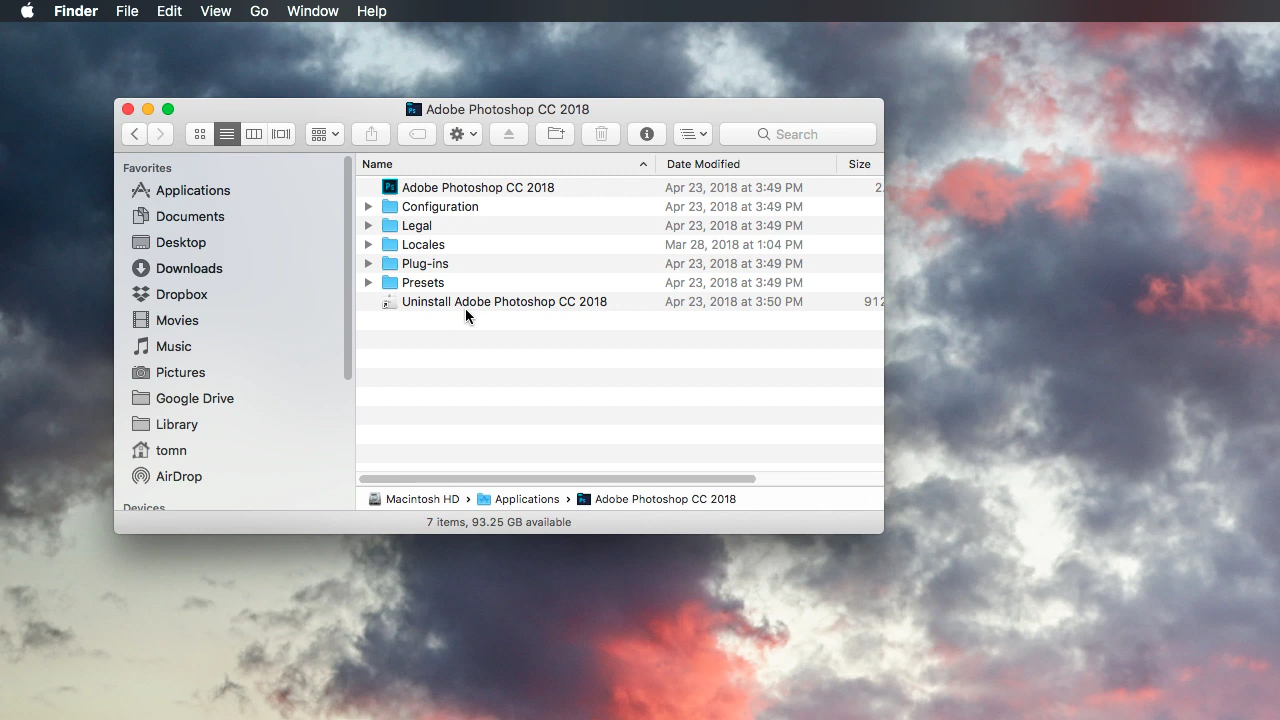 Finder File Edit View Go Window Help
Adobe Photoshop CC 2018
Search
Favorites
Applications
Documents
Desktop
Downloads
Dropbox
Movies
Music
Pictures
Google Drive
Library
tomn
AirDrop
Devices
Name Date Modified Size
Ps Adobe Photoshop CC 2018 Apr 23, 2018 at 3:49 PM 2.
Configuration Apr 23, 2018 at 3:49 PM
Legal Apr 23, 2018 at 3:49 PM
Locales Mar 28, 2018 at 1:04 PM
Plug-ins Apr 23, 2018 at 3:49 PM
Presets Apr 23, 2018 at 3:49 PM
Uninstall Adobe Photoshop CC 2018 Apr 23, 2018 at 3:50 PM 912
Macintosh HD › Applications › Adobe Photoshop CC 2018
7 items, 93.25 GB available